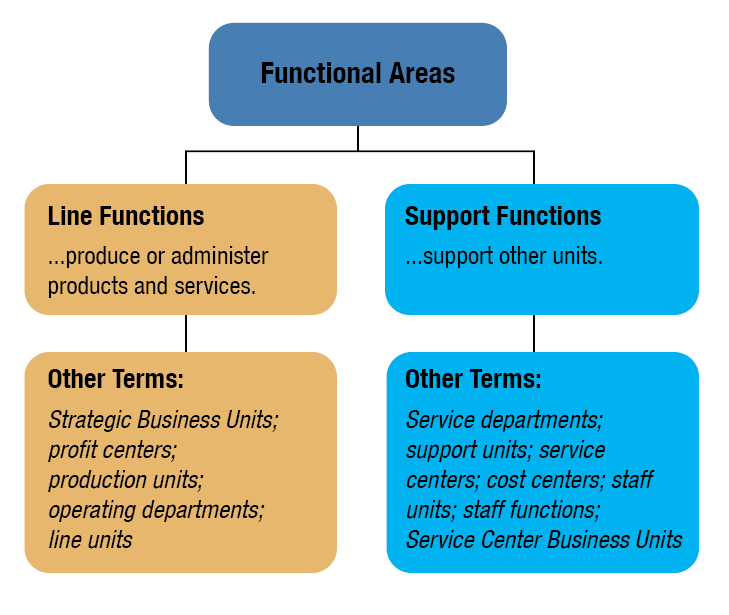 Functional Areas
Line Functions
...produce or administer
products and services.
Support Functions
...support other units.
Other Terms:
Strategic Business Units;
profit centers;
production units;
operating departments;
line units
Other Terms:
Service departments;
support units; service
centers; cost centers; staff
units; staff functions;
Service Center Business Units